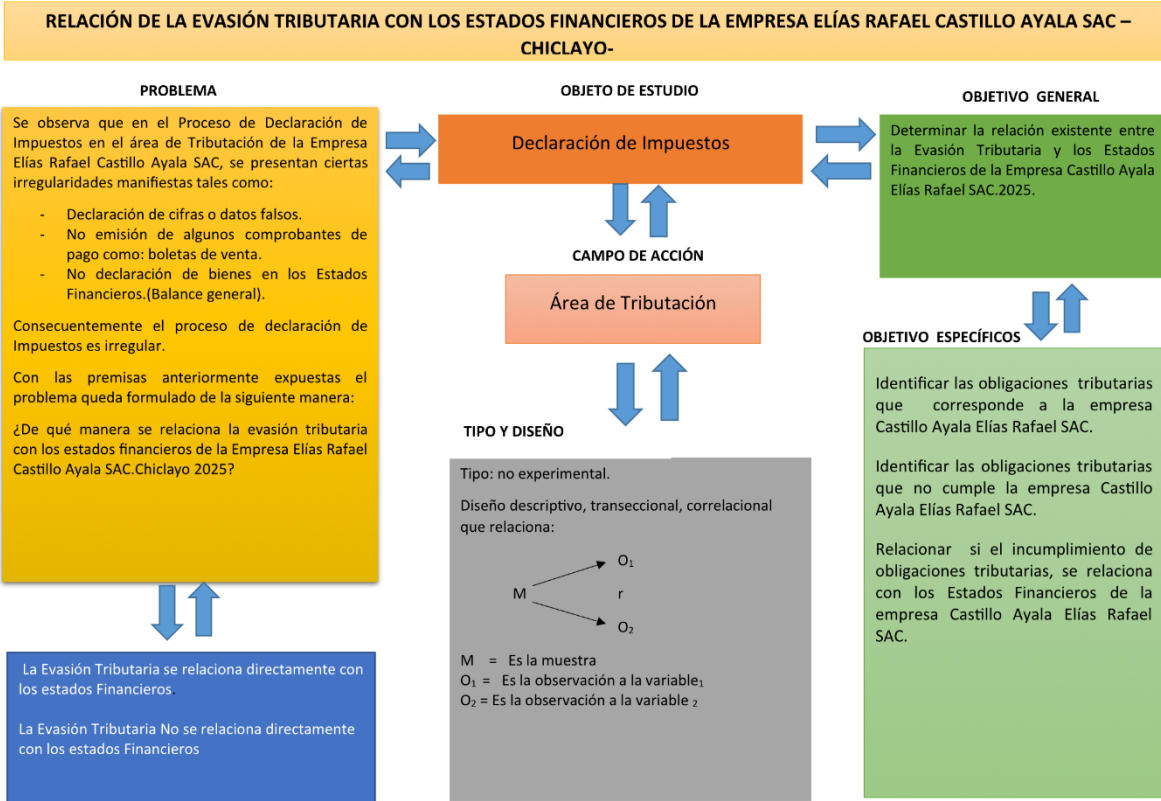 RELACIÓN DE LA EVASIÓN TRIBUTARIA CON LOS ESTADOS FINANCIEROS DE LA EMPRESA ELÍAS RAFAEL CASTILLO AYALA SAC –
CHICLAYO-
PROBLEMA
Se observa que en el Proceso de Declaración de
Impuestos en el área de Tributación de la Empresa
Elías Rafael Castillo Ayala SAC, se presentan ciertas
irregularidades manifiestas tales como:
- Declaración de cifras o datos falsos.
- No emisión de algunos comprobantes de
pago como: boletas de venta.
- No declaración de bienes en los Estados
Financieros.(Balance general).
Consecuentemente el proceso de declaración de
Impuestos es irregular.
Con las premisas anteriormente expuestas el
problema queda formulado de la siguiente manera:
¿De qué manera se relaciona la evasión tributaria
con los estados financieros de la Empresa Elías Rafael
Castillo Ayala SAC.Chiclayo 2025?
La Evasión Tributaria se relaciona directamente con
los estados Financieros.
La Evasión Tributaria No se relaciona directamente
con los estados Financieros
OBJETO DE ESTUDIO
Declaración de Impuestos
CAMPO DE ACCIÓN
Área de Tributación
TIPO Y DISEÑO
Tipo: no experimental.
Diseño descriptivo, transeccional, correlacional
que relaciona:
O₁
M r
O₂
M = Es la muestra
O₁ = Es la observación a la variable₁
O₂ = Es la observación a la variable ₂
OBJETIVO GENERAL
Determinar la relación existente entre
la Evasión Tributaria y los Estados
Financieros de la Empresa Castillo Ayala
Elías Rafael SAC.2025.
OBJETIVO ESPECÍFICOS
Identificar las obligaciones tributarias
que corresponde a la empresa
Castillo Ayala Elías Rafael SAC.
Identificar las obligaciones tributarias
que no cumple la empresa Castillo
Ayala Elías Rafael SAC.
Relacionar si el incumplimiento de
obligaciones tributarias, se relaciona
con los Estados Financieros de la
empresa Castillo Ayala Elías Rafael
SAC.